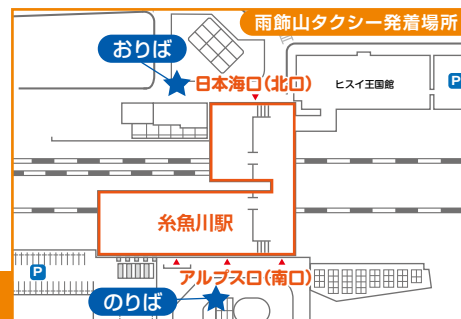 雨飾山タクシー発着場所
おりば
日本海口(北口)
ヒスイ王国館
P
糸魚川駅
P
アルプス口(南口)
のりば